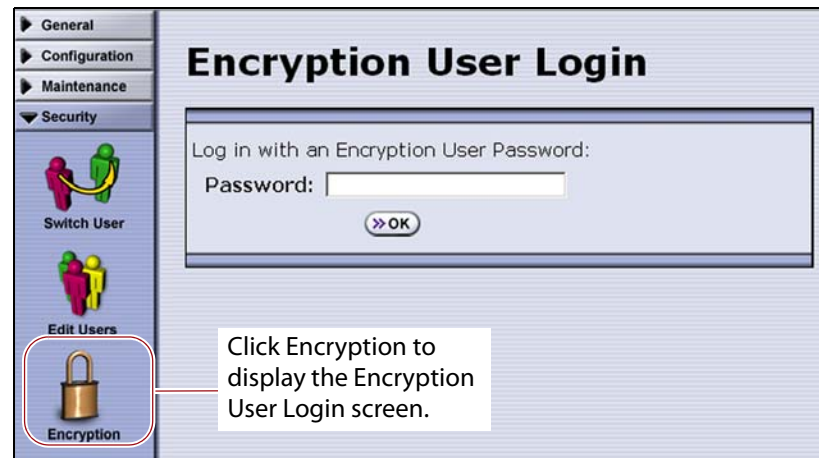 General
Configuration
Maintenance
Security
Switch User
Edit Users
Encryption
Encryption User Login
Log in with an Encryption User Password:
Password:
»OK
Click Encryption to
display the Encryption
User Login screen.